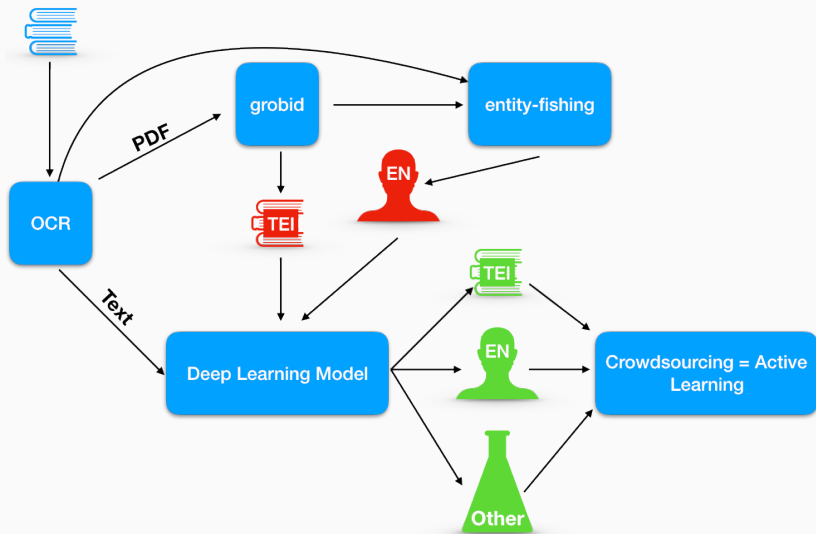 grobid
entity-fishing
PDF
EN
OCR
TEI
TEI
Text
EN
Deep Learning Model
Crowdsourcing = Active
Learning
Other